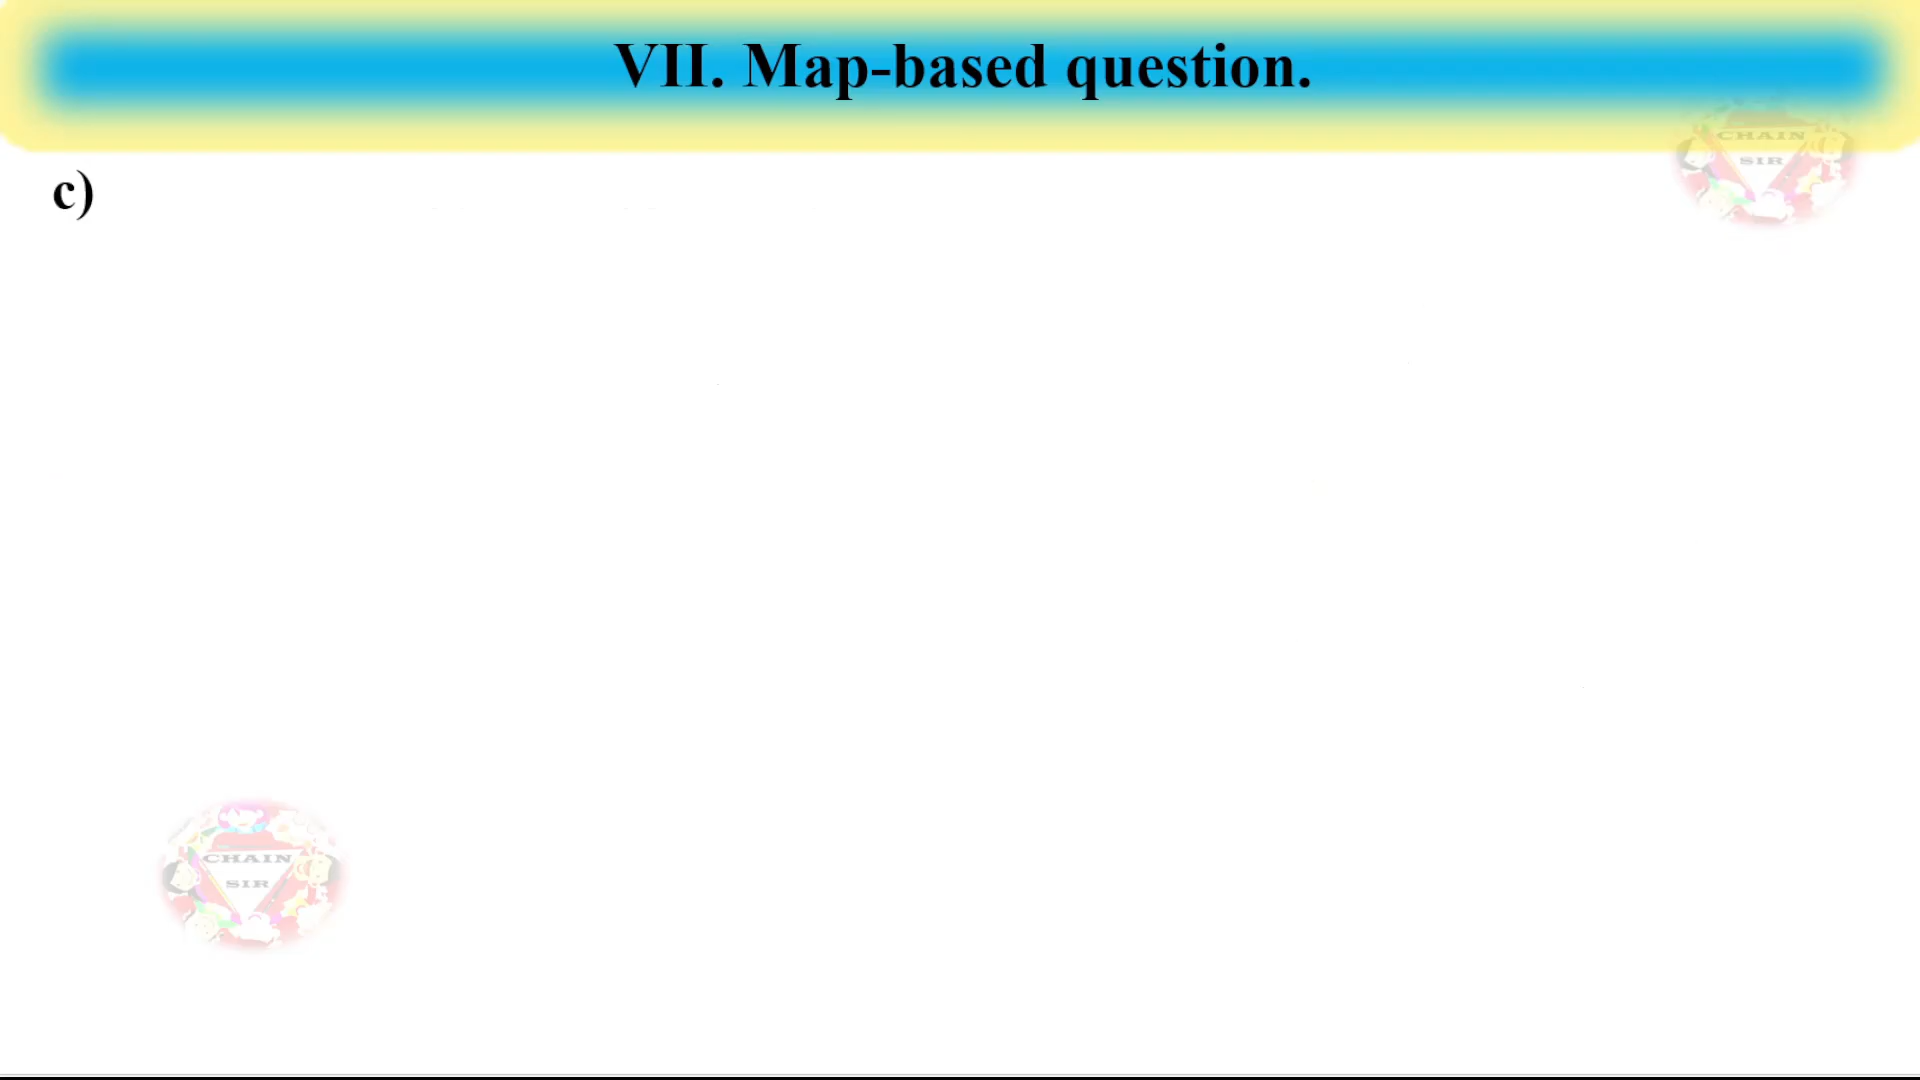 VII. Map-based question.
CHAIN
SIR
c)
CHAIN
SIR